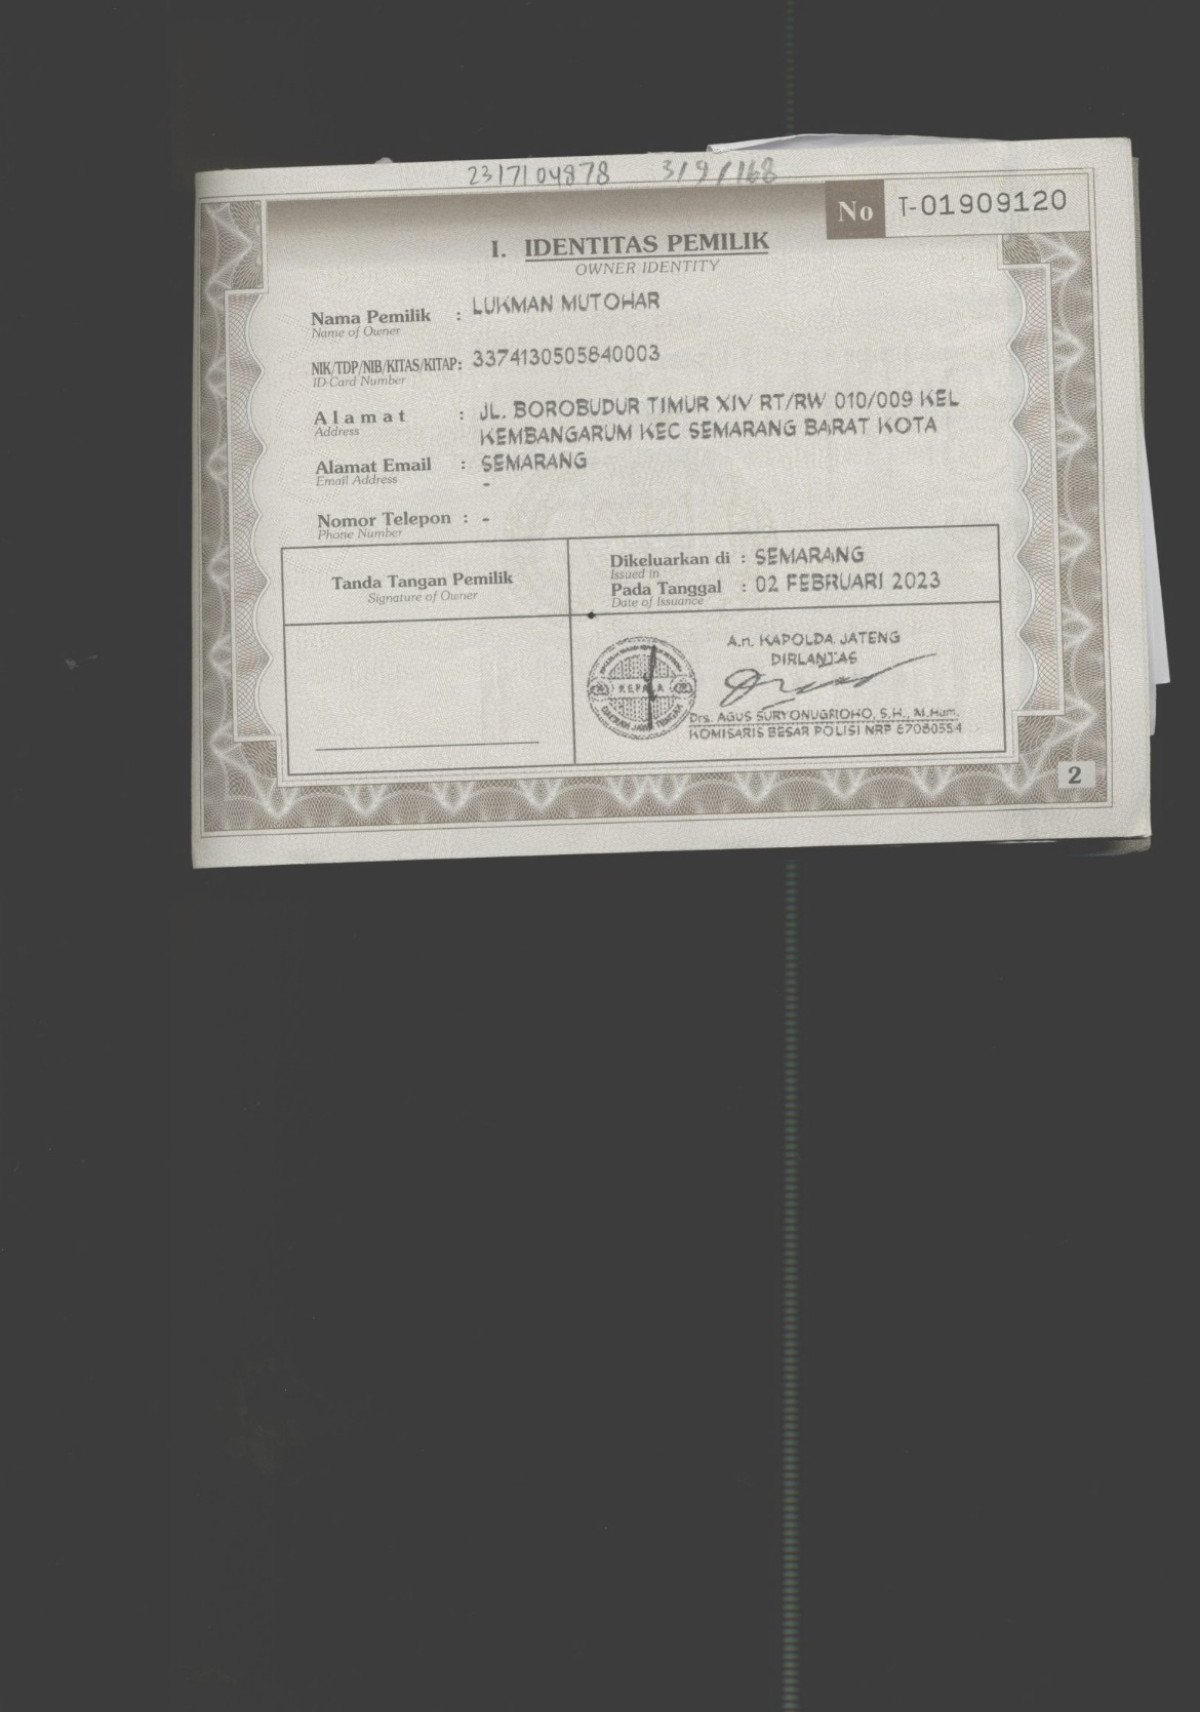 2317104878 3/9/168
No T-01909120
I. IDENTITAS PEMILIK
OWNER IDENTITY
Nama Pemilik : LUKMAN MUTOHAR
Name of Owner
NIK/TDP/NIB/KITAS/KITAP: 3374130505840003
ID Card Number
Alamat : JL. BOROBUDUR TIMUR XIV RT/RW 010/009 KEL
Address
KEMBANGARUM KEC SEMARANG BARAT KOTA
Alamat Email : SEMARANG
Email Address
-
Nomor Telepon : -
Phone Number
Tanda Tangan Pemilik
Signature of Owner
Dikeluarkan di : SEMARANG
Issued in
Pada Tanggal : 02 FEBRUARI 2023
Date of Issuance
A.n. KAPOLDA JATENG
DIRLANTAS
KEPALA
Drs. AGUS SURYONUGROHO, S.H., M.Hum.
KOMISARIS BESAR POLISI NRP 67080554
2